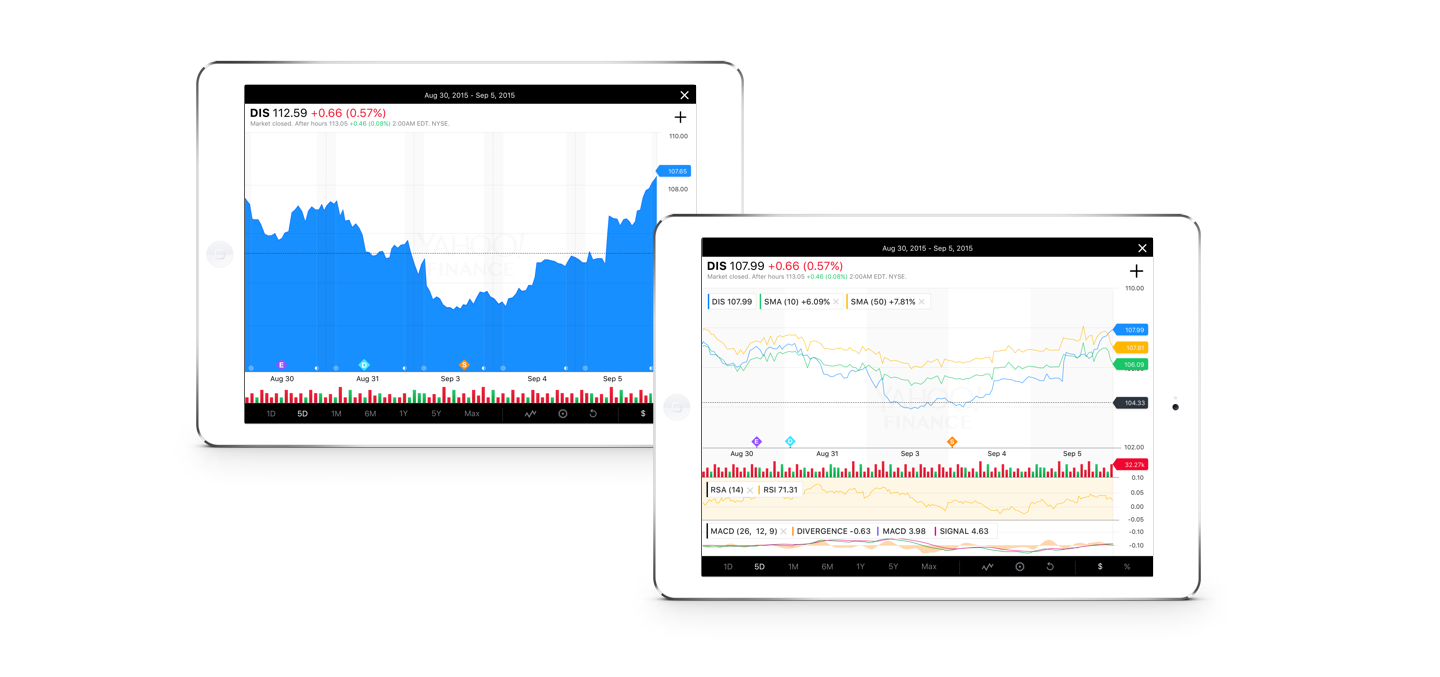 Aug 30, 2015 - Sep 5, 2015
DIS 112.59 +0.66 (0.57%)
Market closed. After hours 113.05 +0.46 (0.08%) 2:00AM EDT. NYSE.
110.00
107.65
108.00
YAHOO!
FINANCE
E
D
S
Aug 30 Aug 31 Sep 3 Sep 4 Sep 5
1D 5D 1M 6M 1Y 5Y Max $
Aug 30, 2015 - Sep 5, 2015
DIS 107.99 +0.66 (0.57%)
Market closed. After hours 113.05 +0.46 (0.08%) 2:00AM EDT. NYSE.
110.00
DIS 107.99 SMA (10) +6.09% SMA (50) +7.81%
107.99
107.81
106.09
104.33
YAHOO!
FINANCE
E
D
S
102.00
Aug 30 Aug 31 Sep 3 Sep 4 Sep 5
32.27k
0.10
RSA (14) RSI 71.31
0.05
0.00
-0.05
MACD (26, 12, 9) DIVERGENCE -0.63 MACD 3.98 SIGNAL 4.63
-0.10
-0.10
1D 5D 1M 6M 1Y 5Y Max $ %